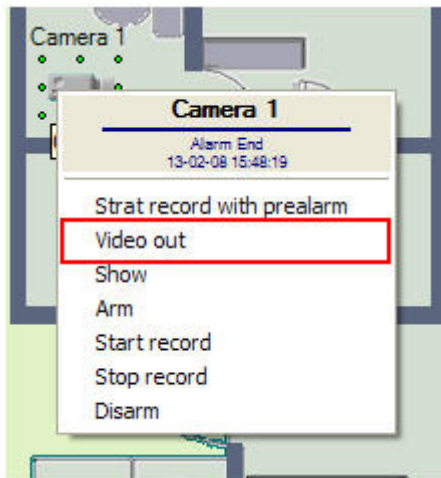 Camera 1
Camera 1
Alarm End
13-02-08 15:48:19
Strat record with prealarm
Video out
Show
Arm
Start record
Stop record
Disarm